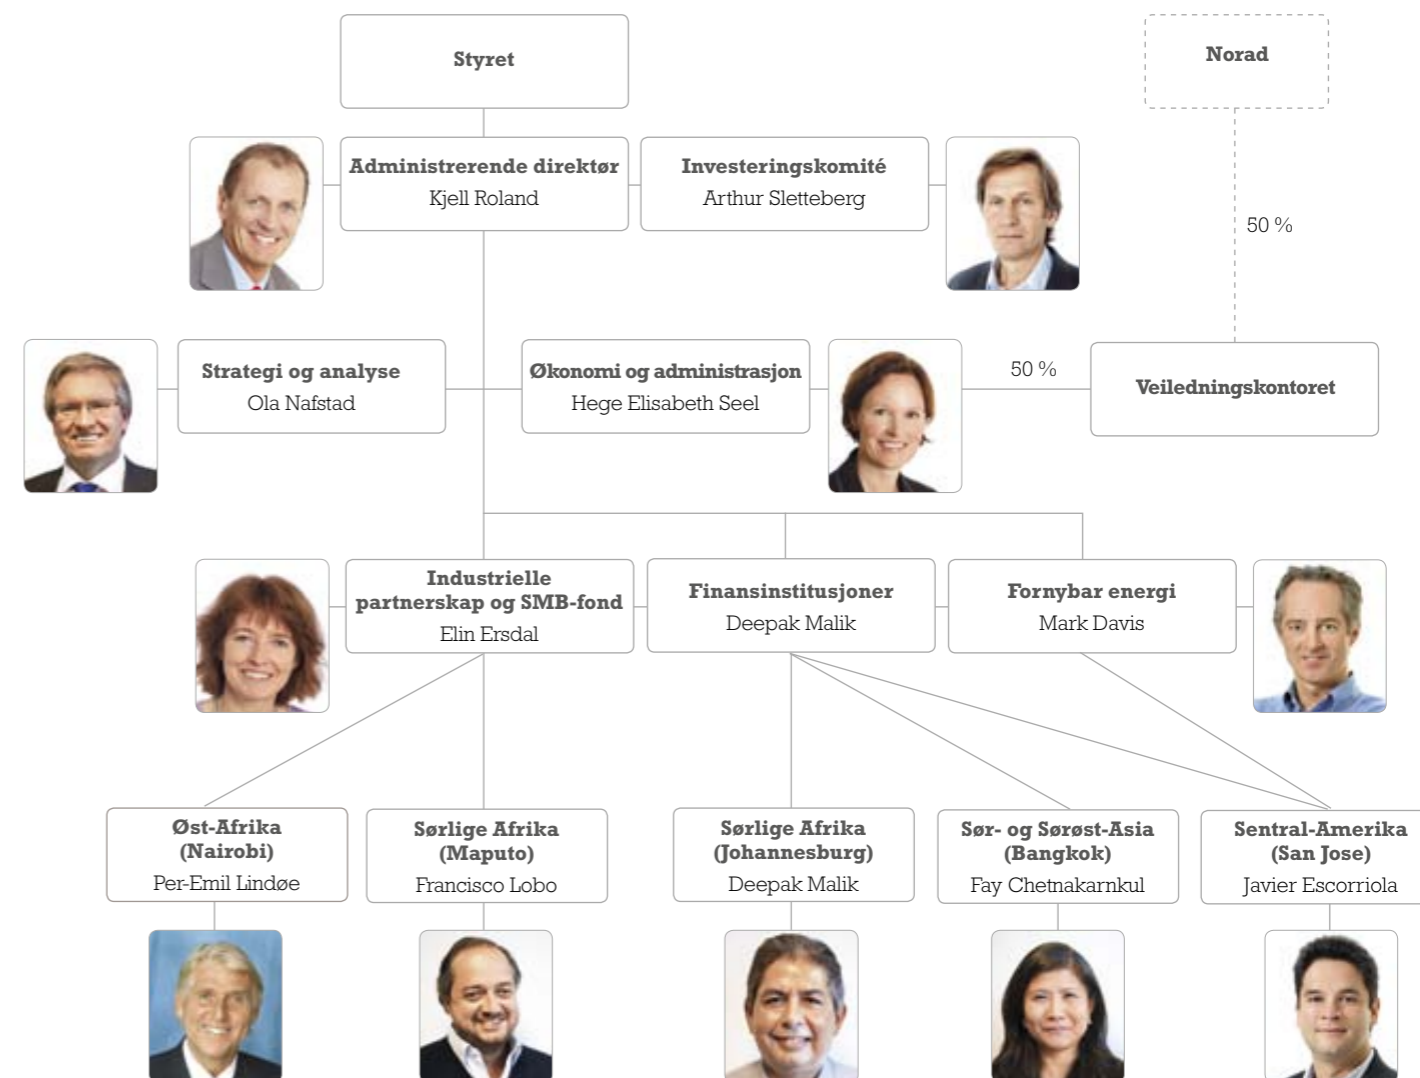 Styret
Norad
Administrerende direktør
Kjell Roland
Investeringskomité
Arthur Sletteberg
50 %
Strategi og analyse
Ola Nafstad
Økonomi og administrasjon
Hege Elisabeth Seel
50 %
Veiledningskontoret
Industrielle
partnerskap og SMB-fond
Elin Ersdal
Finansinstitusjoner
Deepak Malik
Fornybar energi
Mark Davis
Øst-Afrika
(Nairobi)
Per-Emil Lindøe
Sørlige Afrika
(Maputo)
Francisco Lobo
Sørlige Afrika
(Johannesburg)
Deepak Malik
Sør- og Sørøst-Asia
(Bangkok)
Fay Chetnakarnkul
Sentral-Amerika
(San Jose)
Javier Escorriola